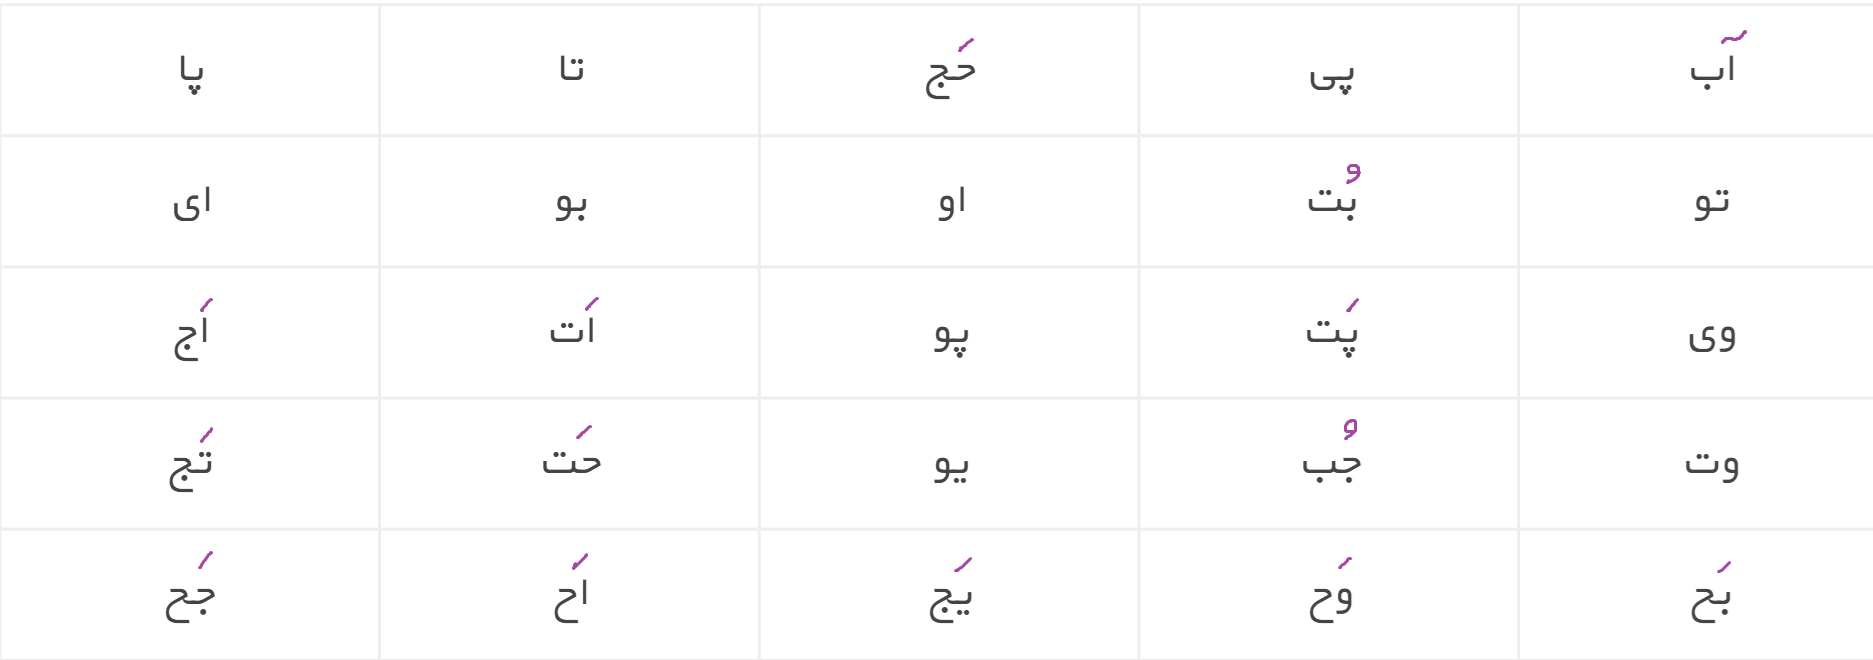 آب پی حَج تا پا
تو بُت او بو ای
وی پَت پو اَت اَج
وت جُب یو حَت تَج
بَح وَح یَج اَح جَح